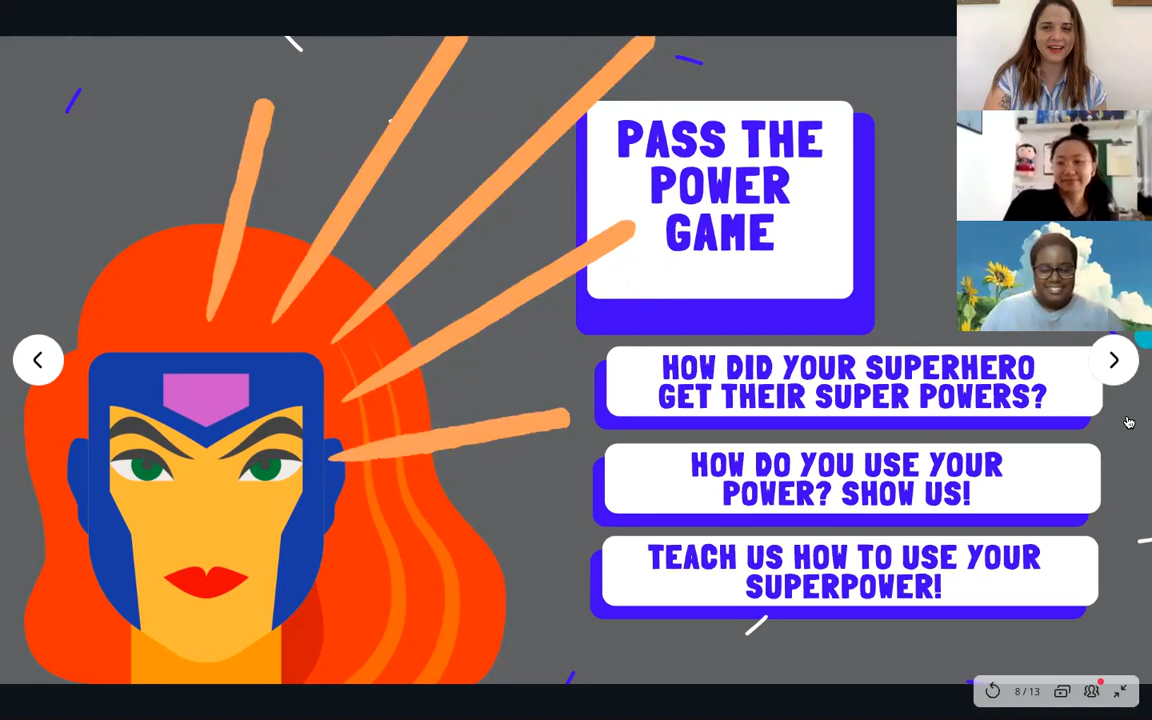 PASS THE
POWER
GAME
HOW DID YOUR SUPERHERO
GET THEIR SUPER POWERS?
HOW DO YOU USE YOUR
POWER? SHOW US!
TEACH US HOW TO USE YOUR
SUPERPOWER!
8 / 13